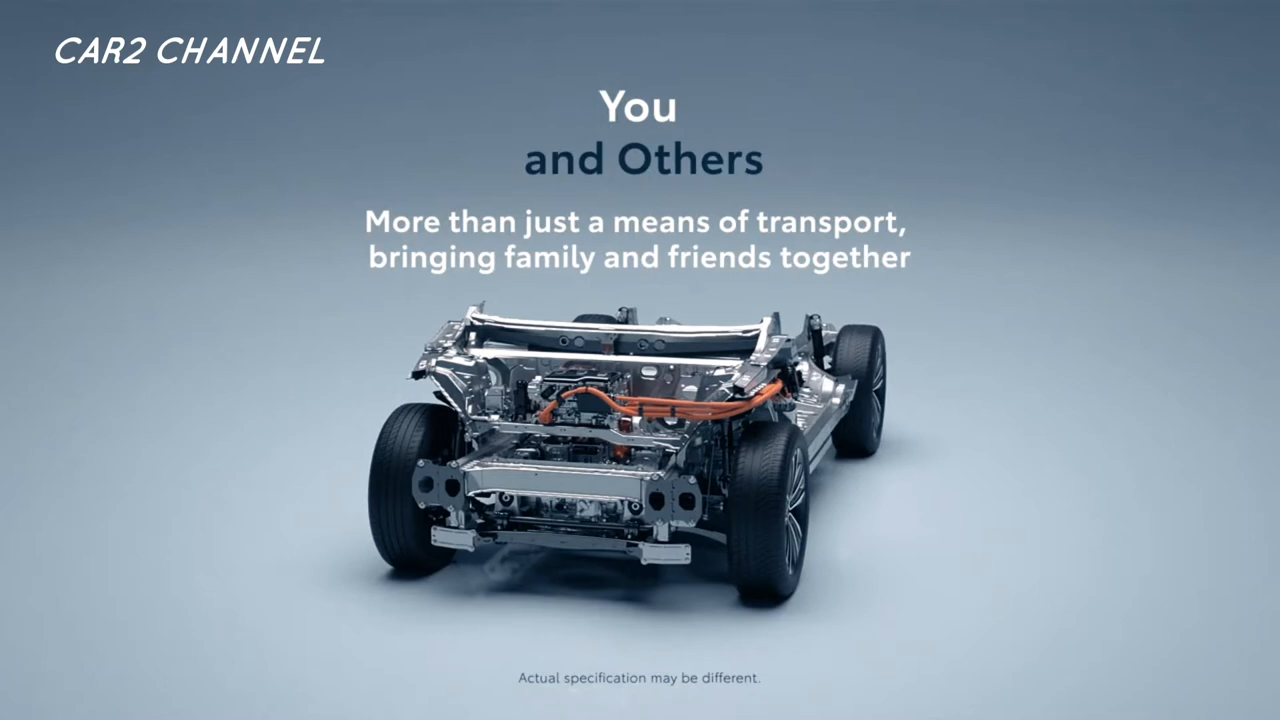 CAR2 CHANNEL
You
and Others
More than just a means of transport,
bringing family and friends together
Actual specification may be different.